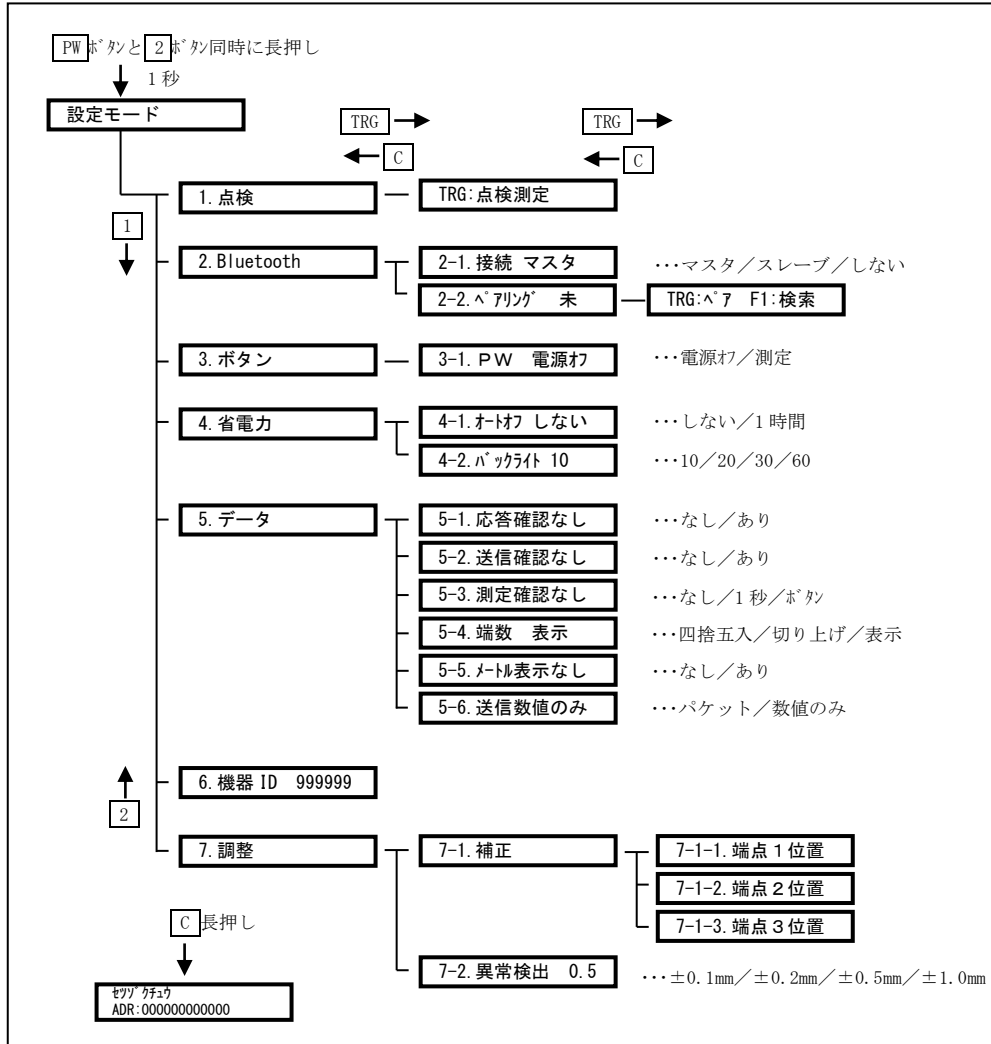 PW ﾎﾞﾀﾝと 2 ﾎﾞﾀﾝ同時に長押し
1 秒
設定モード
TRG
TRG
C
C
1. 点検
TRG:点検測定
1
2.Bluetooth
2-1.接続 マスタ
･･･マスタ／スレーブ／しない
2-2.ﾍﾟｱﾘﾝｸﾞ 未
TRG:ﾍﾟｱ F1:検索
3.ボタン
3-1.ＰＷ 電源ｵﾌ
･･･電源ｵﾌ／測定
4.省電力
4-1.ｵｰﾄｵﾌ しない
･･･しない／1 時間
4-2.ﾊﾞｯｸﾗｲﾄ 10
･･･10／20／30／60
5.データ
5-1.応答確認なし
･･･なし／あり
5-2.送信確認なし
･･･なし／あり
5-3.測定確認なし
･･･なし／1 秒／ﾎﾞﾀﾝ
5-4.端数 表示
･･･四捨五入／切り上げ／表示
5-5.ﾒｰﾄﾙ表示なし
･･･なし／あり
5-6.送信数値のみ
･･･パケット／数値のみ
6.機器 ID 999999
2
7.調整
7-1.補正
7-1-1.端点１位置
7-1-2.端点２位置
7-1-3.端点３位置
C 長押し
7-2.異常検出 0.5
･･･±0.1mm／±0.2mm／±0.5mm／±1.0mm
ｾﾂｿﾞｸﾁｭｳ
ADR:000000000000